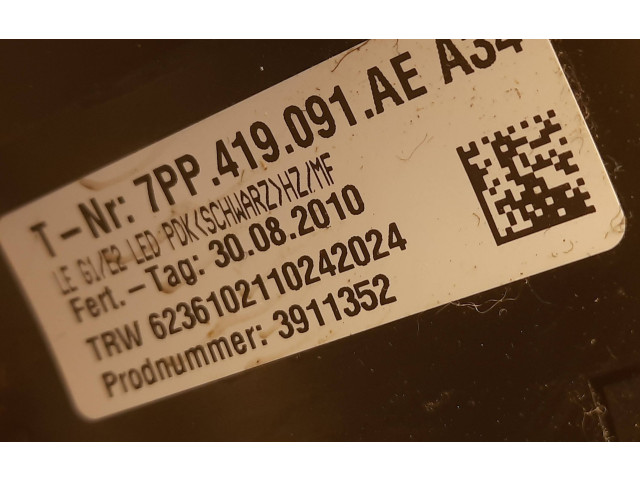 T-Nr: 7PP.419.091.AE A34
LE G1/E2 LED PDK<SCHWARZ>HZ/MF
Fert.-Tag: 30.08.2010
TRW 6236102110242024
Prodnummer: 3911352